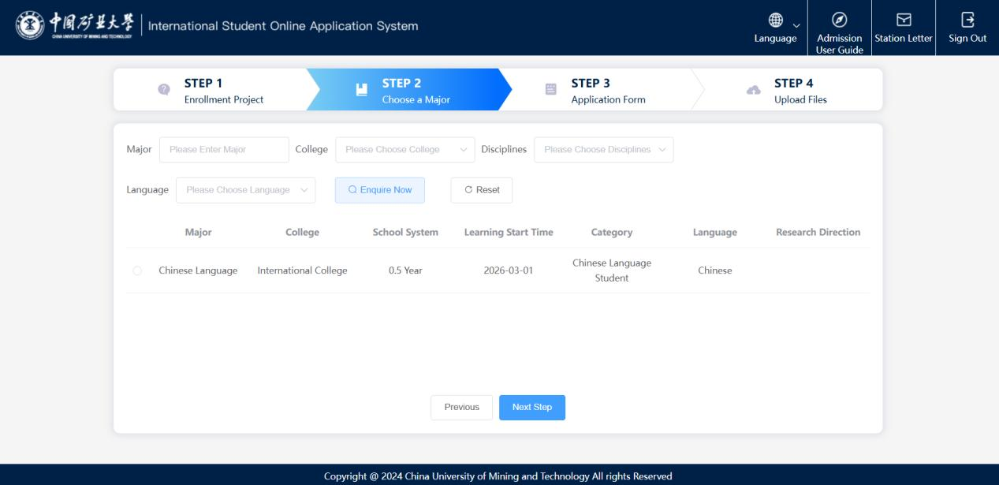 中国矿业大学
CHINA UNIVERSITY OF MINING AND TECHNOLOGY
International Student Online Application System
Language
Admission
User Guide
Station Letter
Sign Out
STEP 1
Enrollment Project
STEP 2
Choose a Major
STEP 3
Application Form
STEP 4
Upload Files
Major Please Enter Major College Please Choose College Disciplines Please Choose Disciplines
Language Please Choose Language Enquire Now Reset
Major College School System Learning Start Time Category Language Research Direction
Chinese Language International College 0.5 Year 2026-03-01 Chinese Language Student Chinese
Previous Next Step
Copyright @ 2024 China University of Mining and Technology All rights Reserved